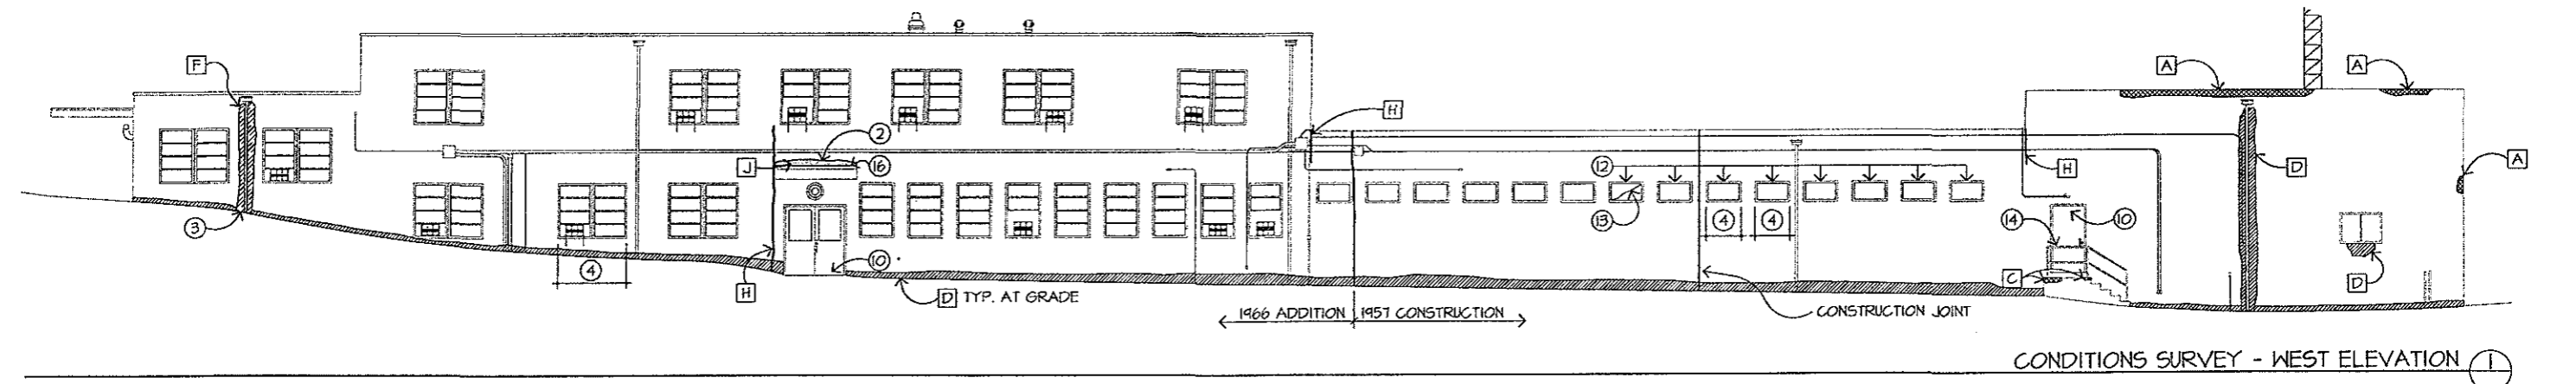 F
A
A
H
2
J
16
12
H
D
A
13
4
4
14
10
3
4
H
10
C
D
D TYP. AT GRADE
1966 ADDITION
1957 CONSTRUCTION
CONSTRUCTION JOINT
CONDITIONS SURVEY - WEST ELEVATION
1